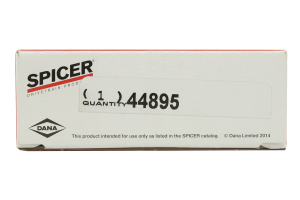 SPICER®
DRIVETRAIN PRODUCTS
( 1 )
QUANTITY 44895
DANA
This product intended for use only as listed in the SPICER catalog. © Dana Limited 2014